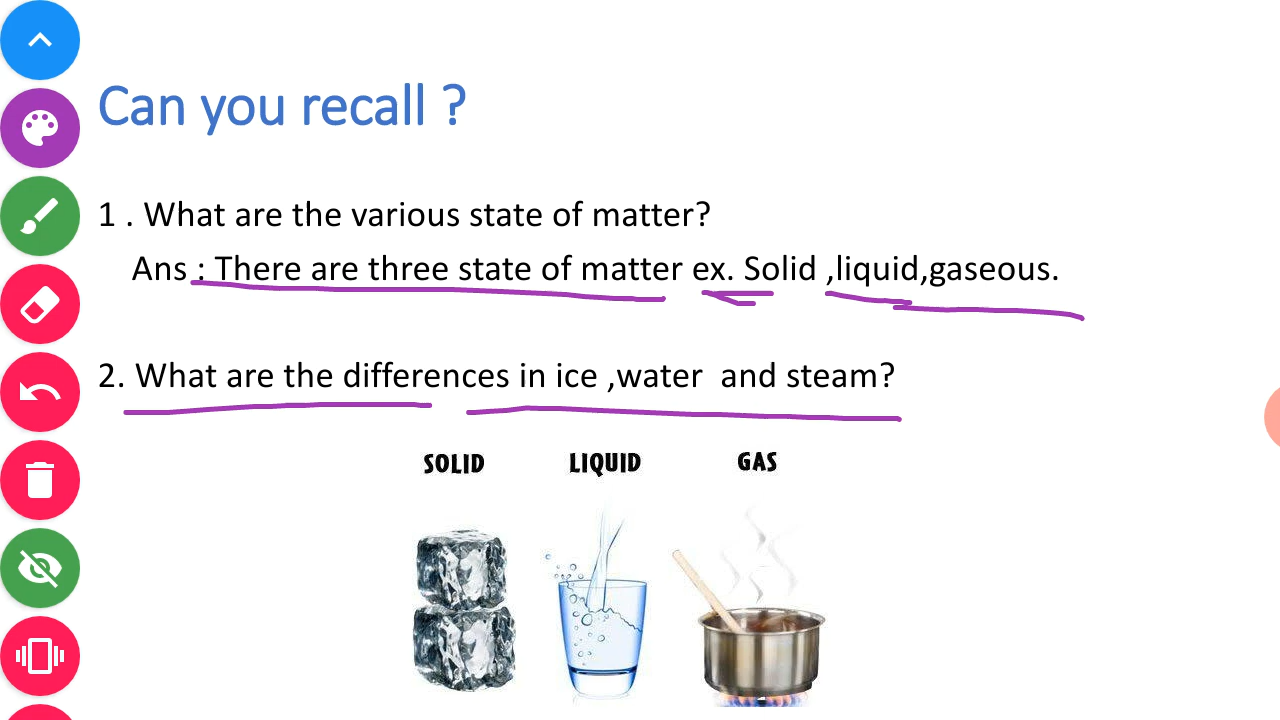 Can you recall ?
1 . What are the various state of matter?
Ans : There are three state of matter ex. Solid ,liquid,gaseous.
2. What are the differences in ice ,water  and steam?
SOLID LIQUID GAS